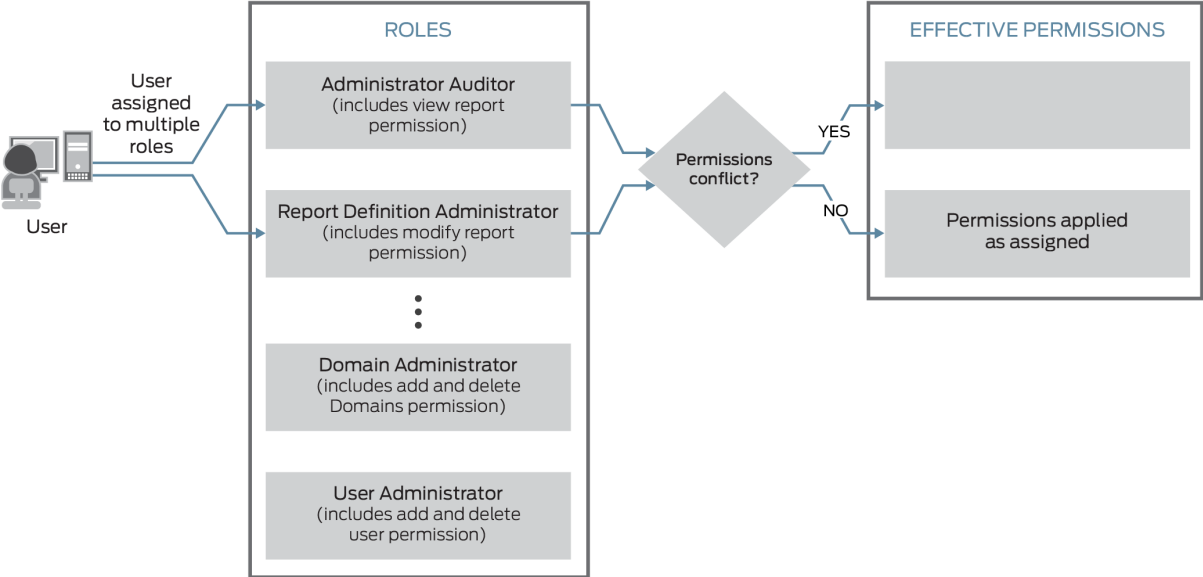 User
assigned
to multiple
roles
User
ROLES
Administrator Auditor
(includes view report
permission)
Report Definition Administrator
(includes modify report
permission)
Domain Administrator
(includes add and delete
Domains permission)
User Administrator
(includes add and delete
user permission)
Permissions
conflict?
YES
NO
EFFECTIVE PERMISSIONS
Permissions applied
as assigned